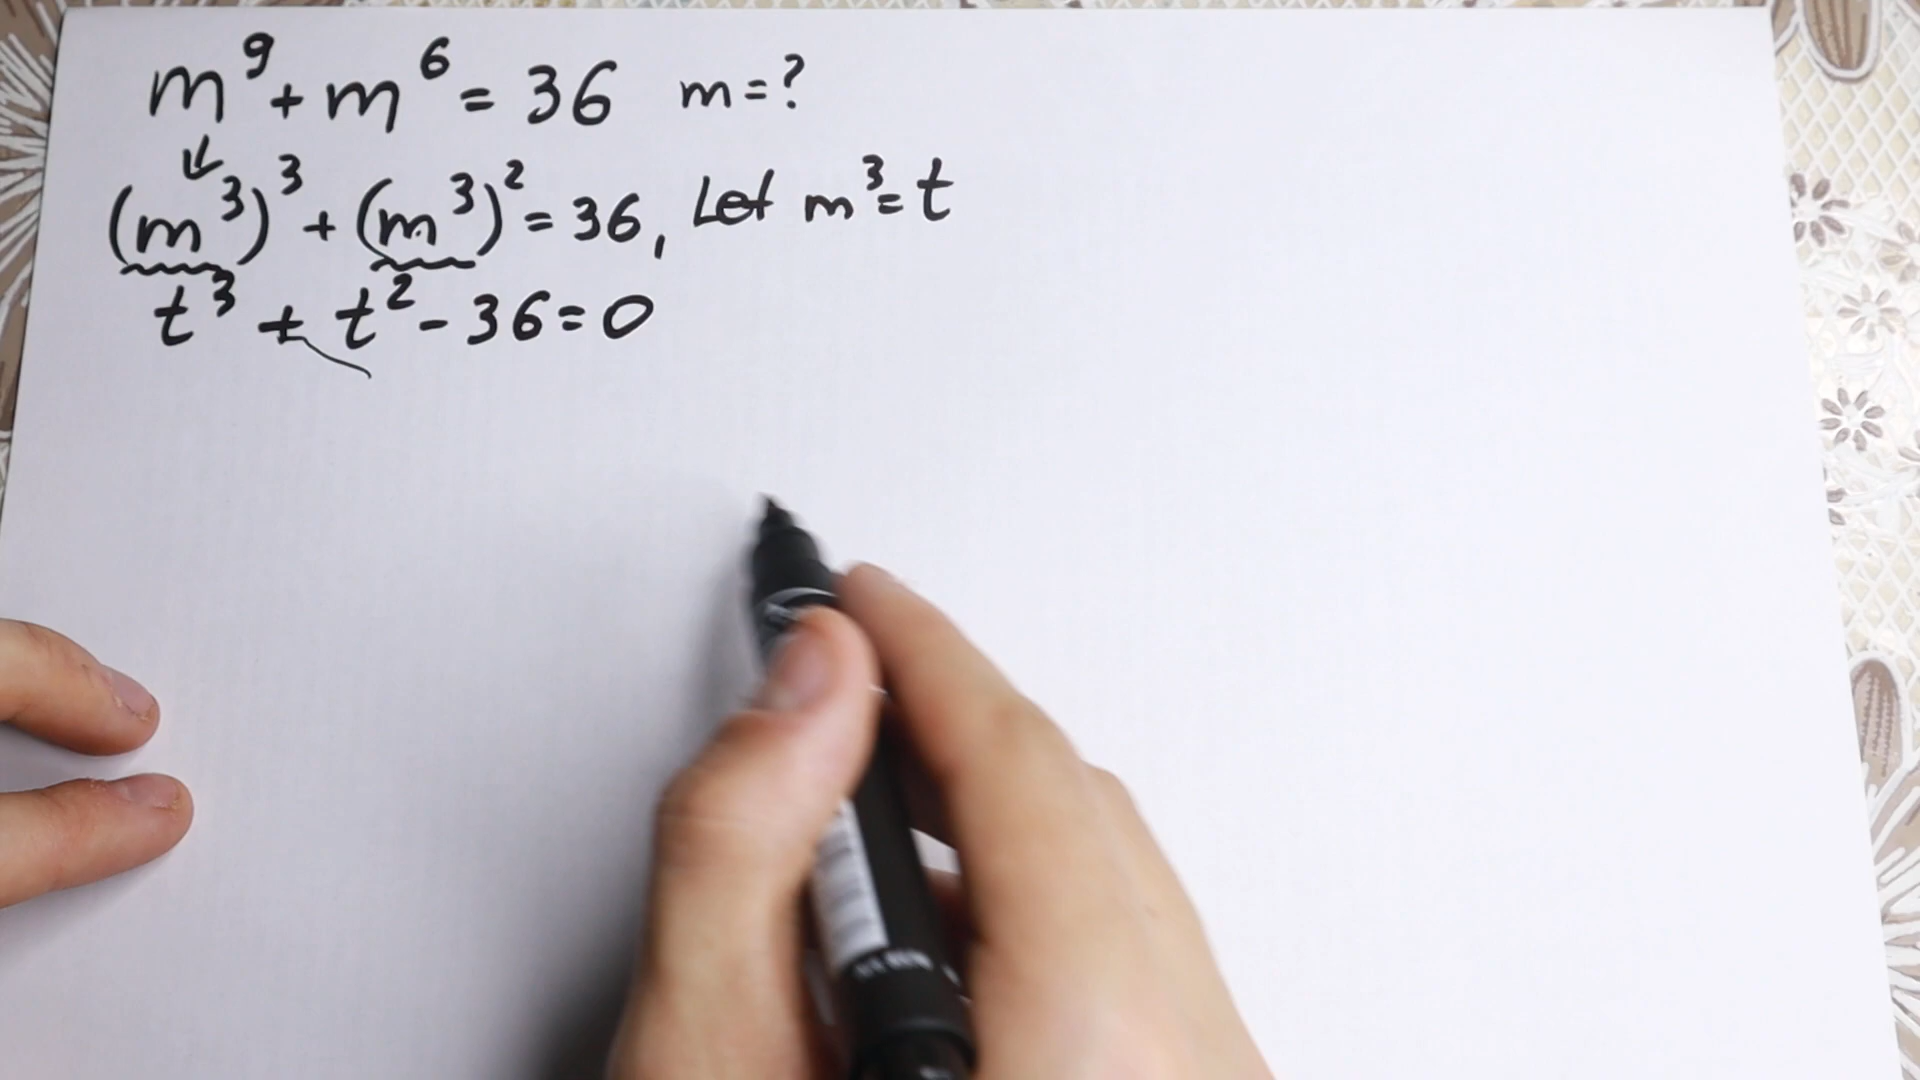 m⁹ + m⁶ = 36 m = ?
(m³)³ + (m³)² = 36, Let m³ = t
t³ + t² - 36 = 0